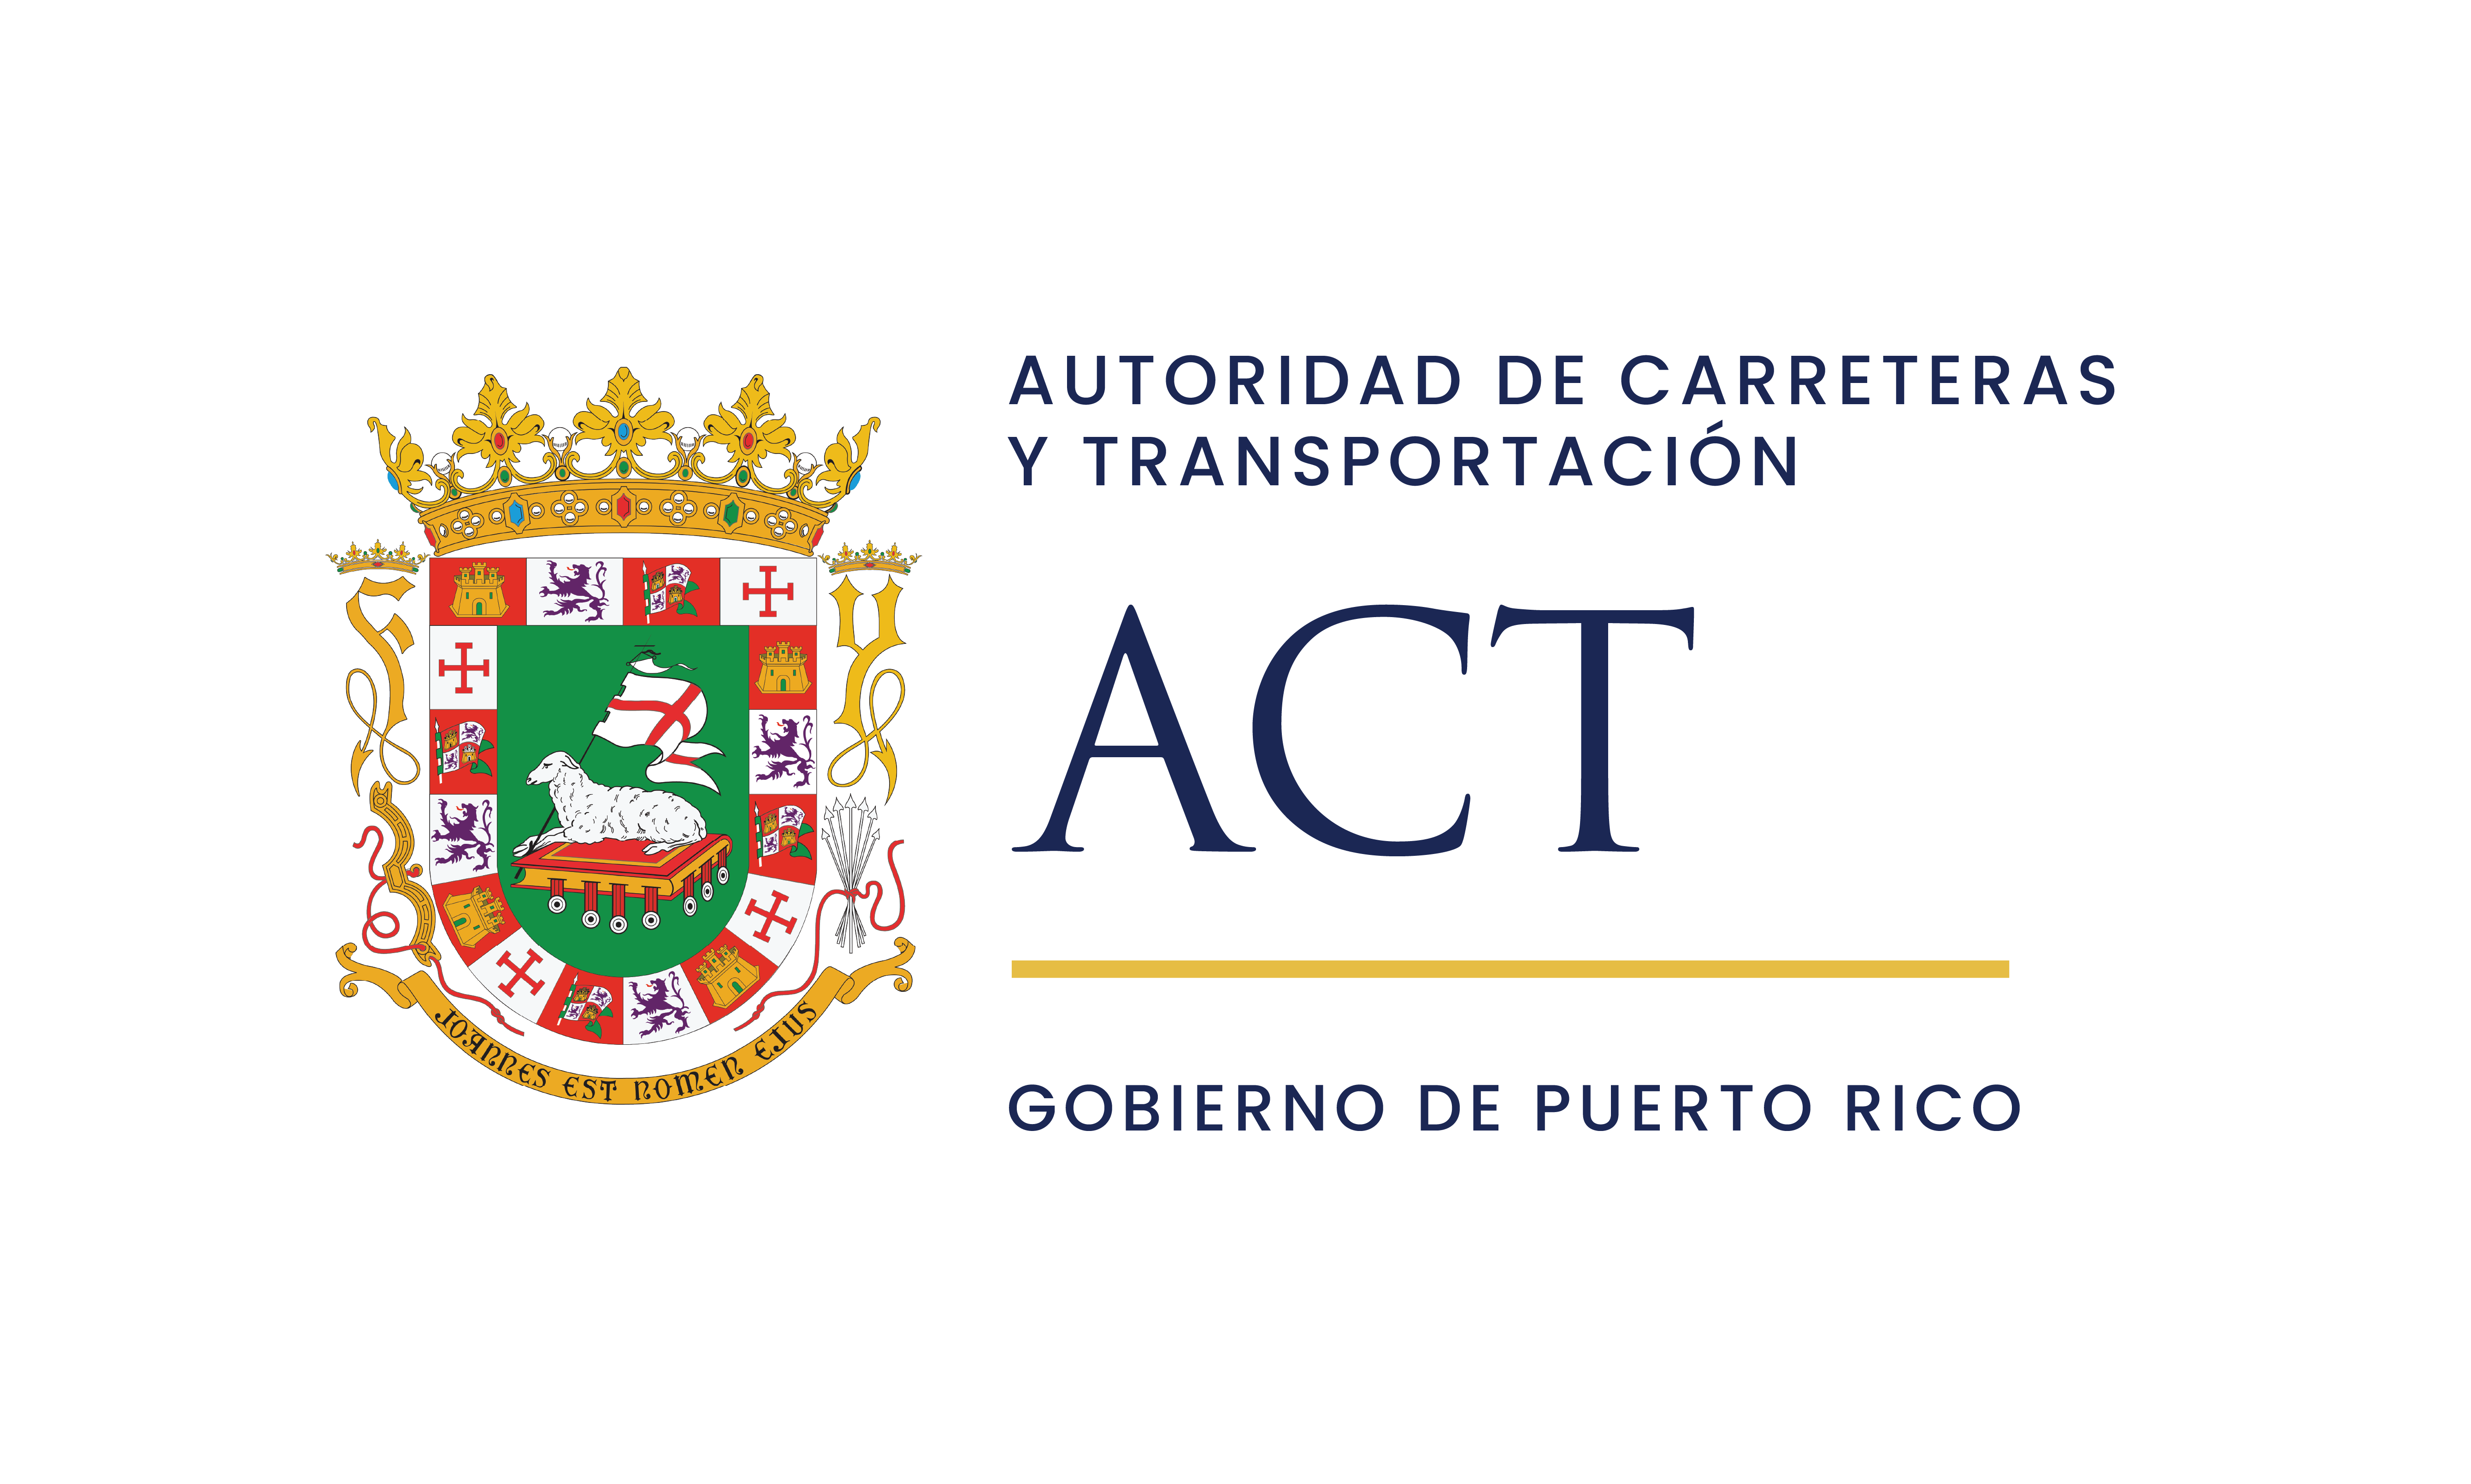 AUTORIDAD DE CARRETERAS
Y TRANSPORTACIÓN
ACT
GOBIERNO DE PUERTO RICO
JOANNES EST NOMEN EJUS